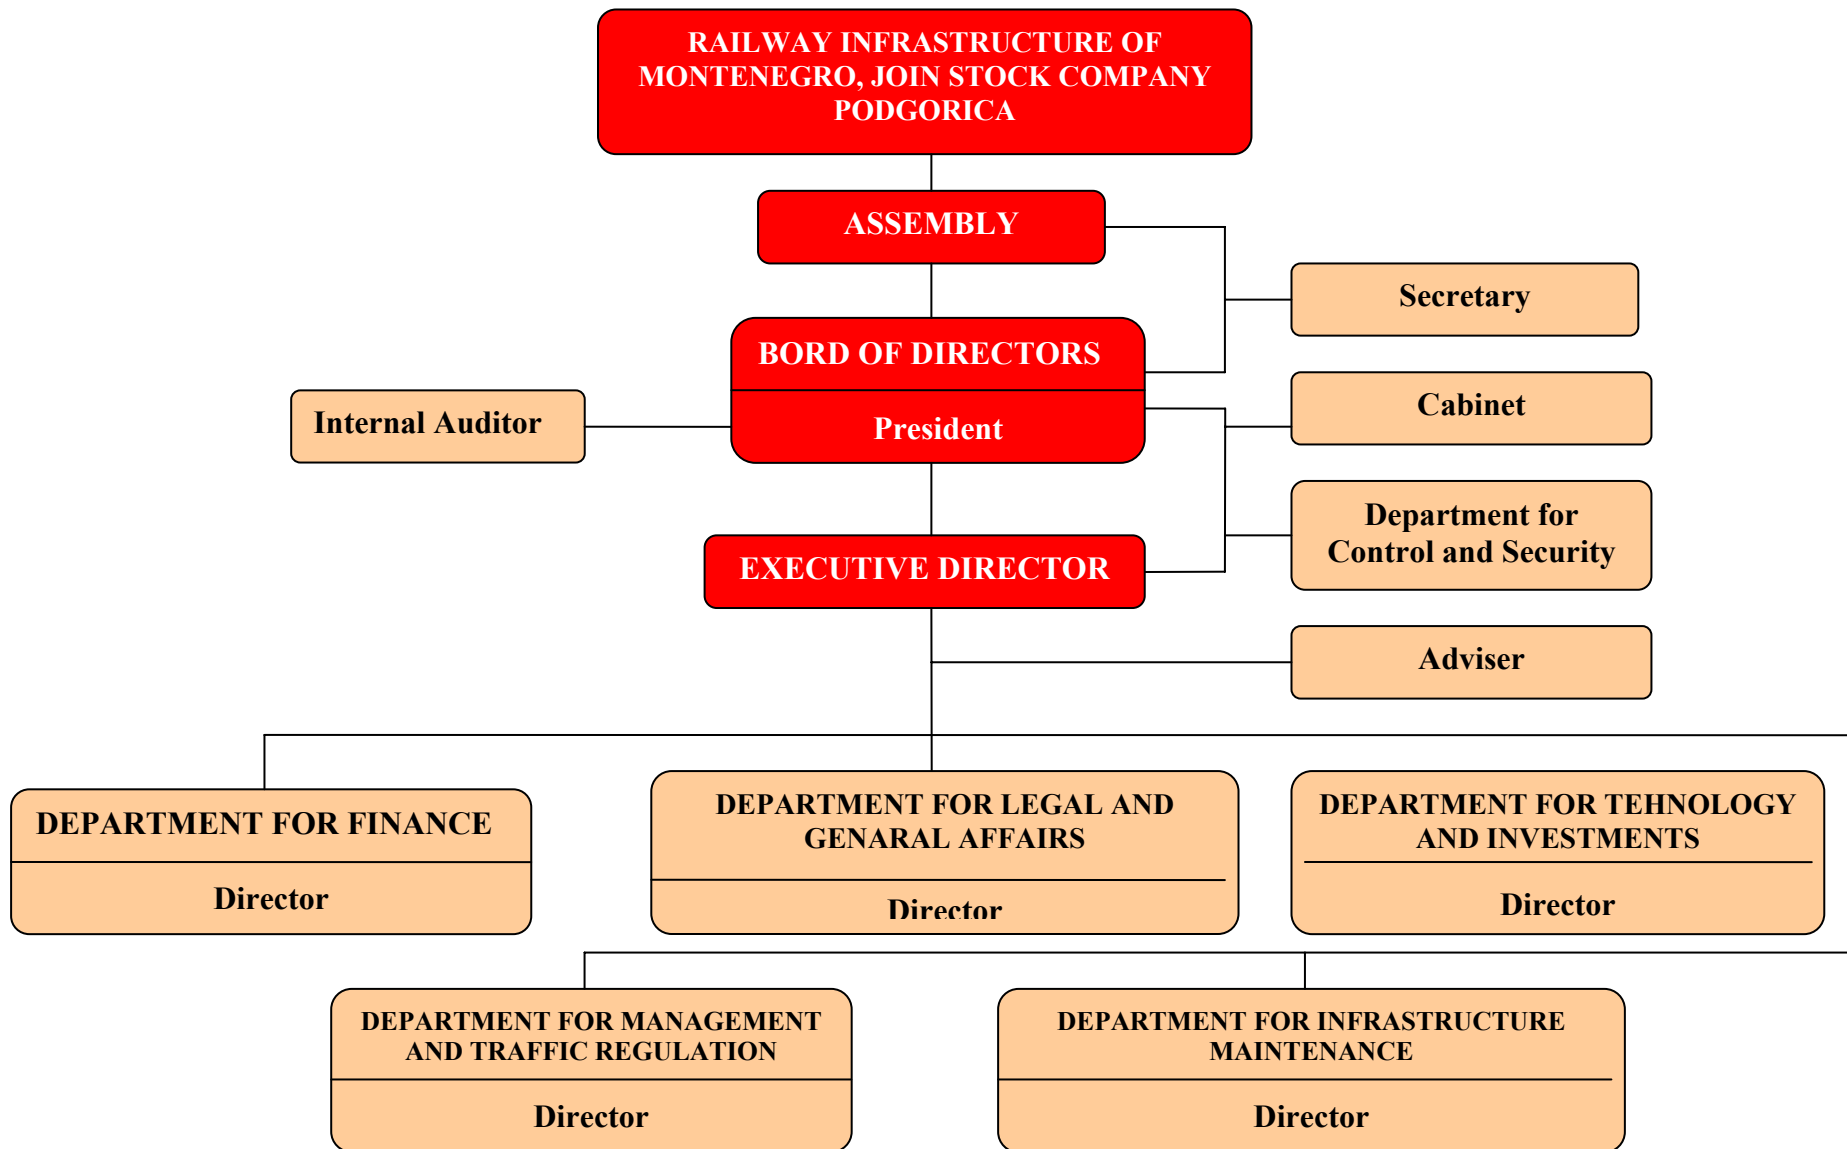 RAILWAY INFRASTRUCTURE OF
MONTENEGRO, JOIN STOCK COMPANY
PODGORICA
ASSEMBLY
Secretary
BORD OF DIRECTORS
President
Internal Auditor
Cabinet
Department for
Control and Security
EXECUTIVE DIRECTOR
Adviser
DEPARTMENT FOR FINANCE
Director
DEPARTMENT FOR LEGAL AND
GENARAL AFFAIRS
Director
DEPARTMENT FOR TEHNOLOGY
AND INVESTMENTS
Director
DEPARTMENT FOR MANAGEMENT
AND TRAFFIC REGULATION
Director
DEPARTMENT FOR INFRASTRUCTURE
MAINTENANCE
Director